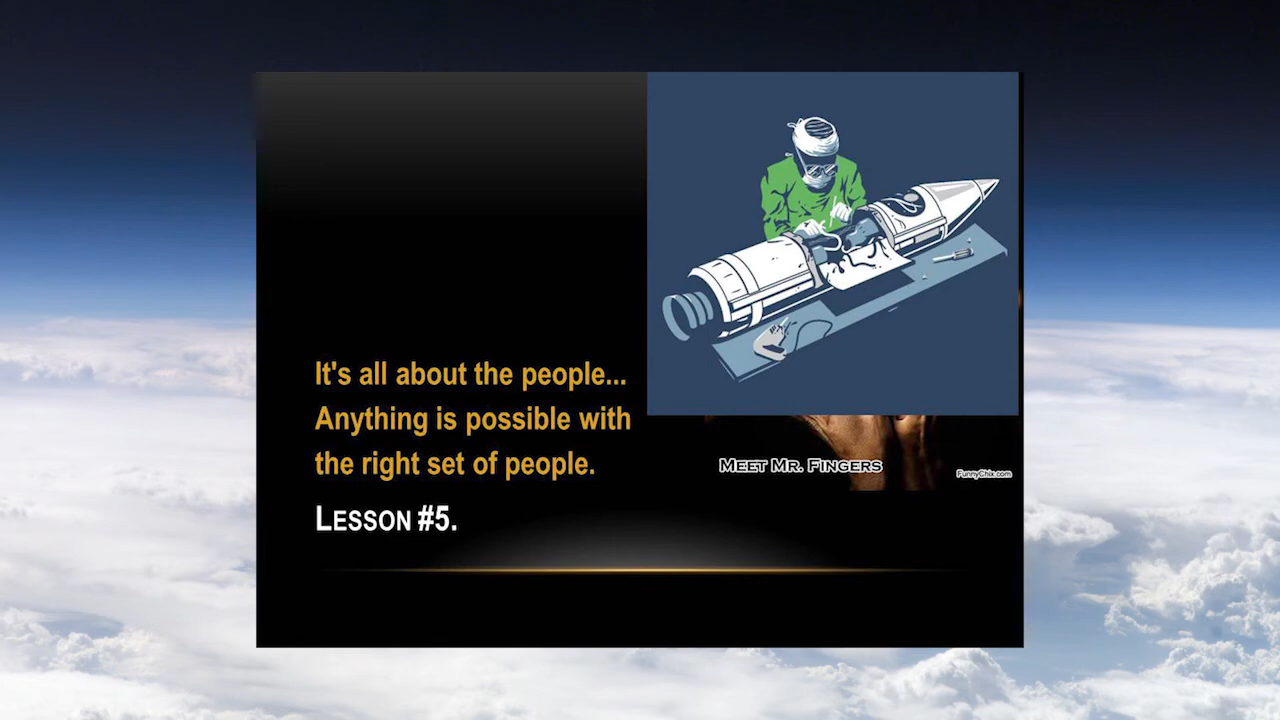 It's all about the people...
Anything is possible with
the right set of people.
LESSON #5.
MEET MR. FINGERS
FunnyChix.com